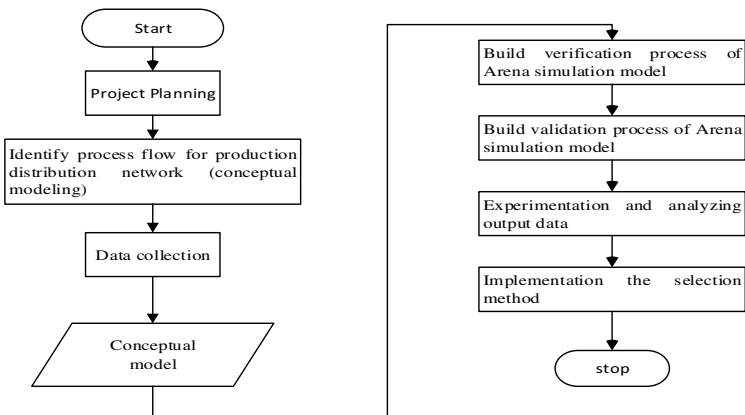 Start
Project Planning
Identify process flow for production
distribution network (conceptual
modeling)
Data collection
Conceptual
model
Build verification process of
Arena simulation model
Build validation process of Arena
simulation model
Experimentation and analyzing
output data
Implementation the selection
method
stop